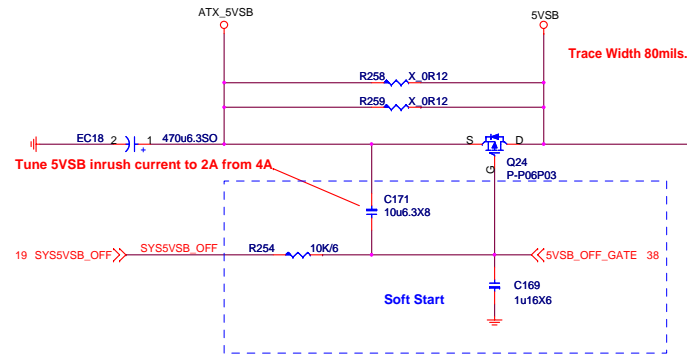 ATX_5VSB
5VSB
Trace Width 80mils.
R258 X_0R12
R259 X_0R12
EC18 2 1 470u6.3SO
+
S D
G
Q24
P-P06P03
Tune 5VSB inrush current to 2A from 4A.
C171
10u6.3X8
19 SYS5VSB_OFF
SYS5VSB_OFF
R254 10K/6
5VSB_OFF_GATE 38
Soft Start
C169
1u16X6